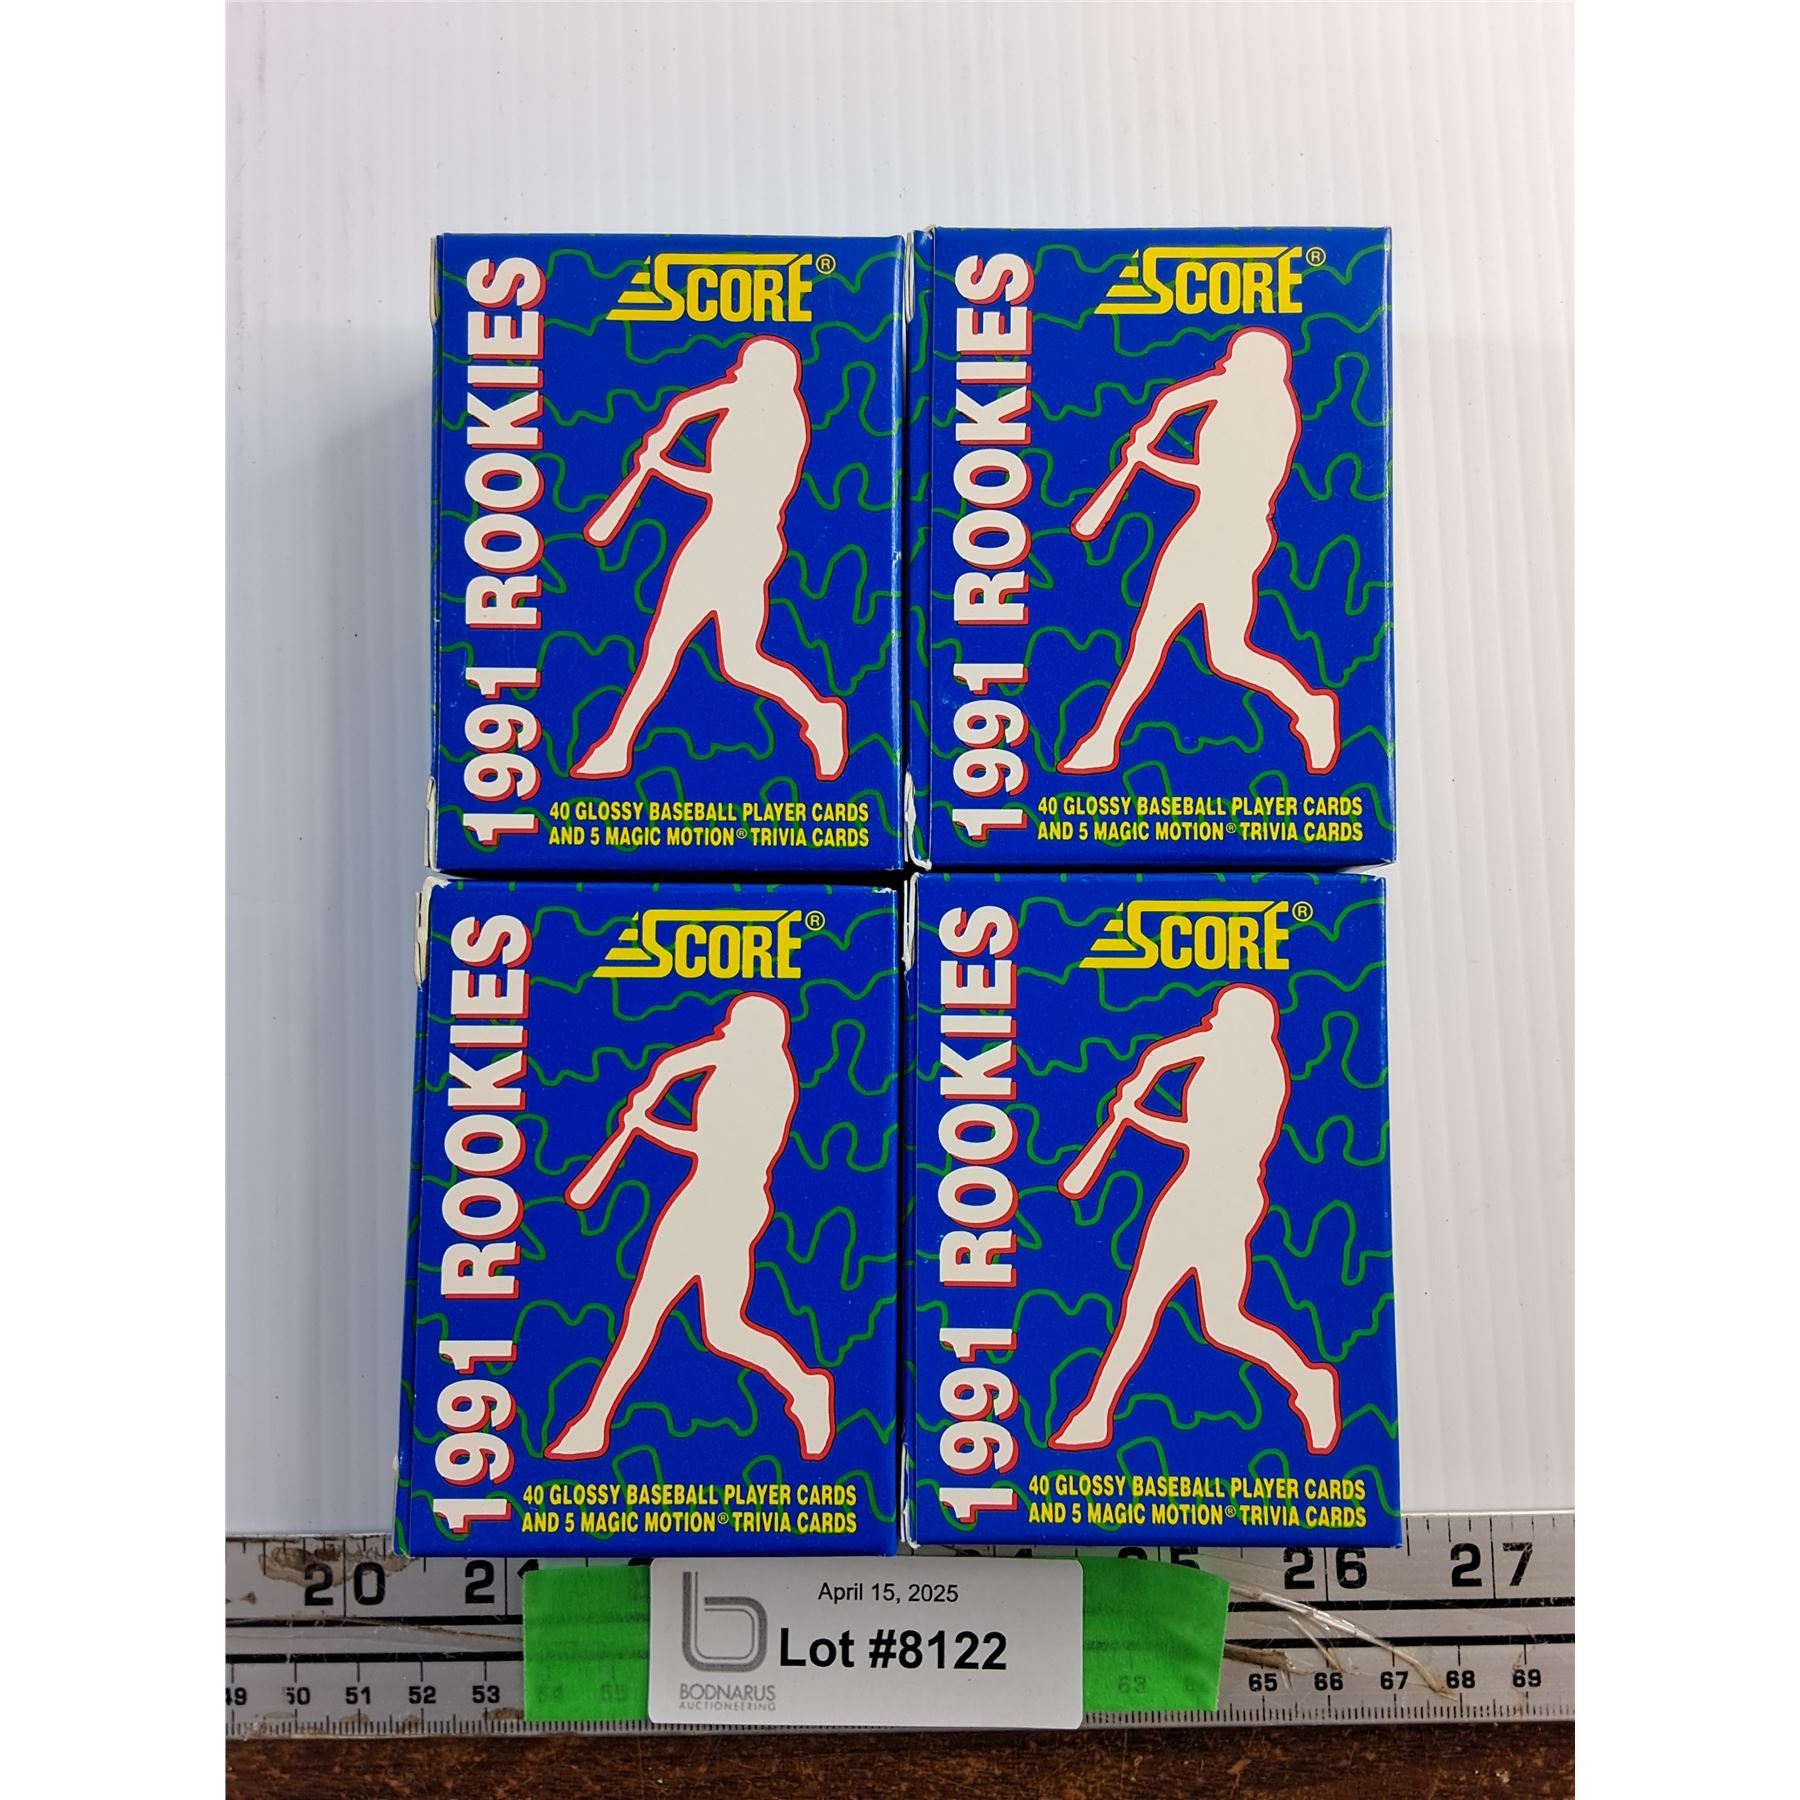 SCORE®
1991 ROOKIES
40 GLOSSY BASEBALL PLAYER CARDS
AND 5 MAGIC MOTION® TRIVIA CARDS
SCORE®
1991 ROOKIES
40 GLOSSY BASEBALL PLAYER CARDS
AND 5 MAGIC MOTION® TRIVIA CARDS
SCORE®
1991 ROOKIES
40 GLOSSY BASEBALL PLAYER CARDS
AND 5 MAGIC MOTION® TRIVIA CARDS
SCORE®
1991 ROOKIES
40 GLOSSY BASEBALL PLAYER CARDS
AND 5 MAGIC MOTION® TRIVIA CARDS
20 21 26 27
April 15, 2025
Lot #8122
BODNARUS
AUCTIONEERING
49 50 51 52 53 54 55 63 65 66 67 68 69